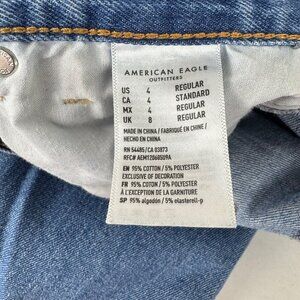 AMERICAN EAGLE
OUTFITTERS
US 4 REGULAR
CA 4 STANDARD
MX 4 REGULAR
UK 8 REGULAR
MADE IN CHINA / FABRIQUÉ EN CHINE /
HECHO EN CHINA
RN 54485/CA 03873
EN 95% COTTON / 5% POLYESTER
EXCLUSIVE OF DECORATION
FR 95% COTON / 5% POLYESTER
À L'EXCEPTION DE LA GARNITURE
SP 95% algodón / 5% elasterell-p